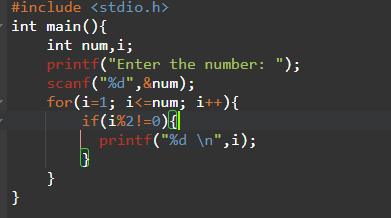 #include <stdio.h>
int main(){
    int num,i;
    printf("Enter the number: ");
    scanf("%d",&num);
    for(i=1; i<=num; i++){
        if(i%2!=0){
          printf("%d \n",i);
        }
    }
}